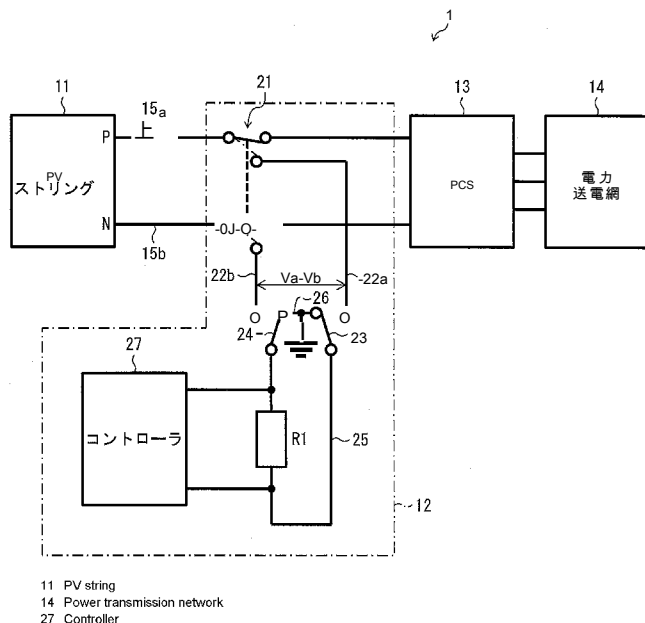 1
11
15a
21
13
14
P
上
PV
ストリング
PCS
電力
送電網
N
-0J-O-
15b
22b
Va-Vb
-22a
O
P
26
O
24
23
27
コントローラ
R1
25
12
11 PV string
14 Power transmission network
27 Controller